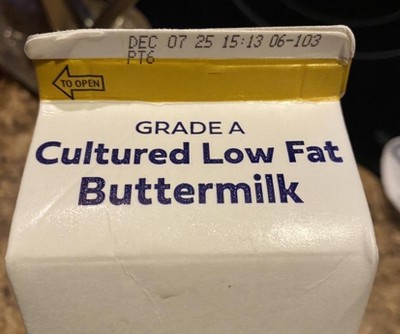 DEC 07 25 15:13 06-103
PT6
TO OPEN
GRADE A
Cultured Low Fat
Buttermilk